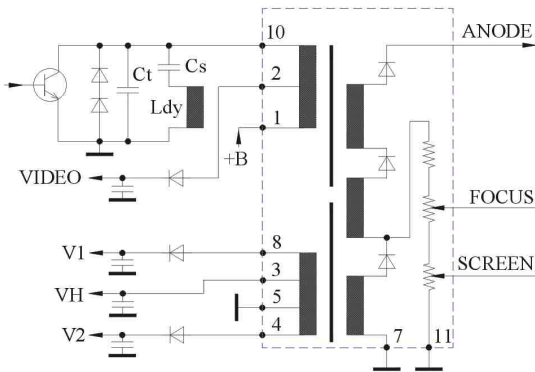 10
ANODE
Cs
2
Ct
Ldy
1
+B
VIDEO
FOCUS
V1
8
SCREEN
3
VH
5
V2
4
7
11